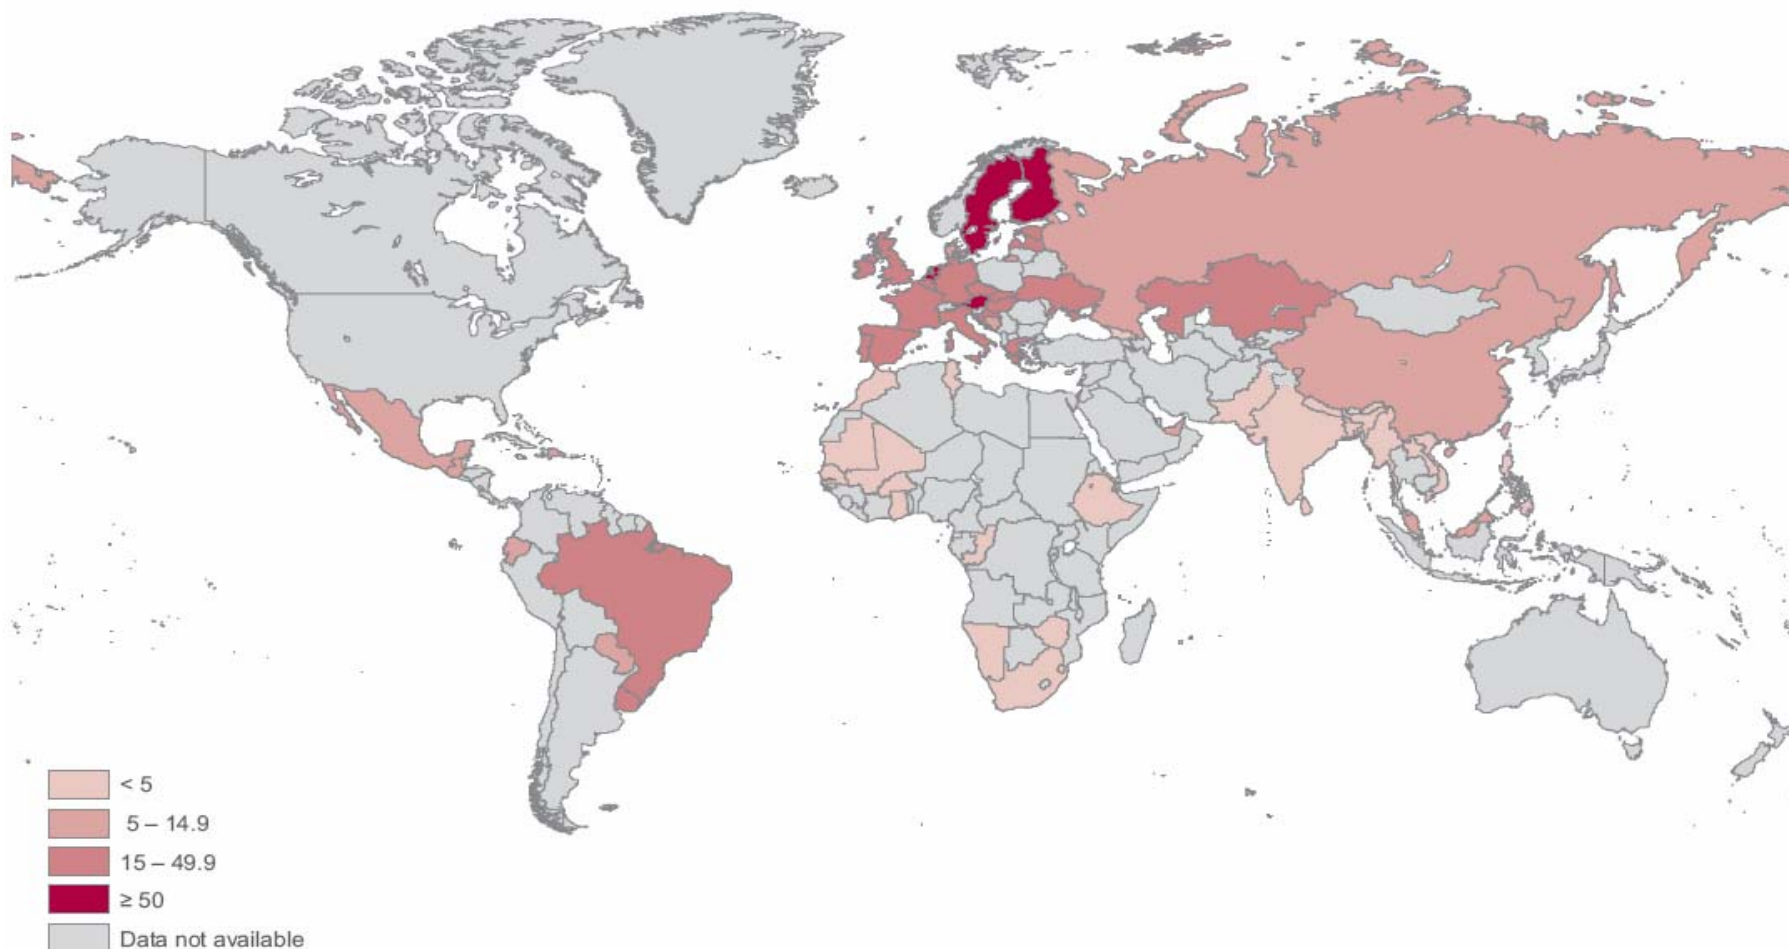 < 5
5 – 14.9
15 – 49.9
≥ 50
Data not available